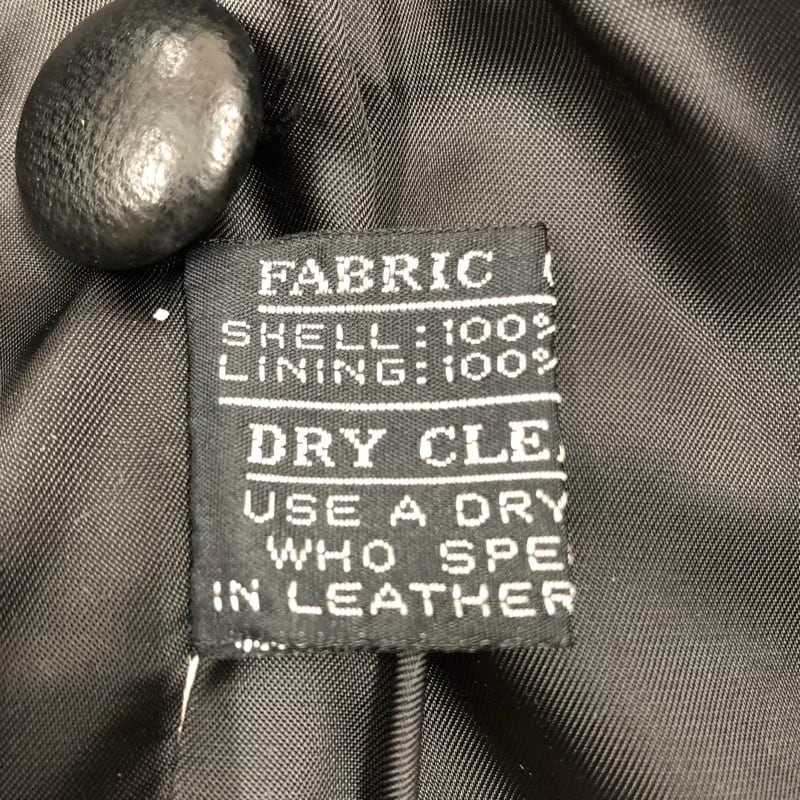 FABRIC
SHELL:100%
LINING:100%
DRY CLE
USE A DRY
WHO SPE
IN LEATHER